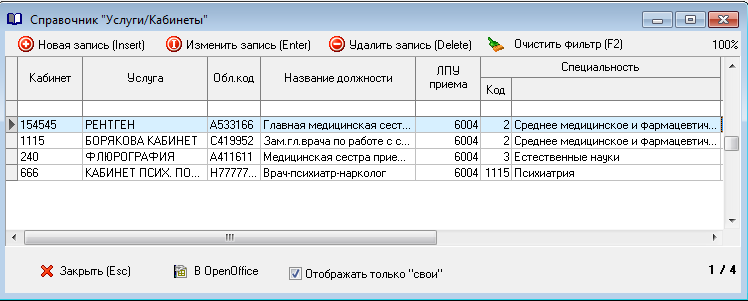 Справочник "Услуги/Кабинеты"
Новая запись (Insert) Изменить запись (Enter) Удалить запись (Delete) Очистить фильтр (F2) 100%
Кабинет Услуга Обл.код Название должности ЛПУ приема Специальность
Код
154545 РЕНТГЕН A533166 Главная медицинская сест... 6004 2 Среднее медицинское и фармацевтич...
1115 БОРЯКОВА КАБИНЕТ C419952 Зам.гл.врача по работе с с... 6004 2 Среднее медицинское и фармацевтич...
240 ФЛЮРОГРАФИЯ A411611 Медицинская сестра прие... 6004 3 Естественные науки
666 КАБИНЕТ ПСИХ. ПО... H77777... Врач-психиатр-нарколог 6004 1115 Психиатрия
Закрыть (Esc) В OpenOffice Отображать только "свои" 1 / 4